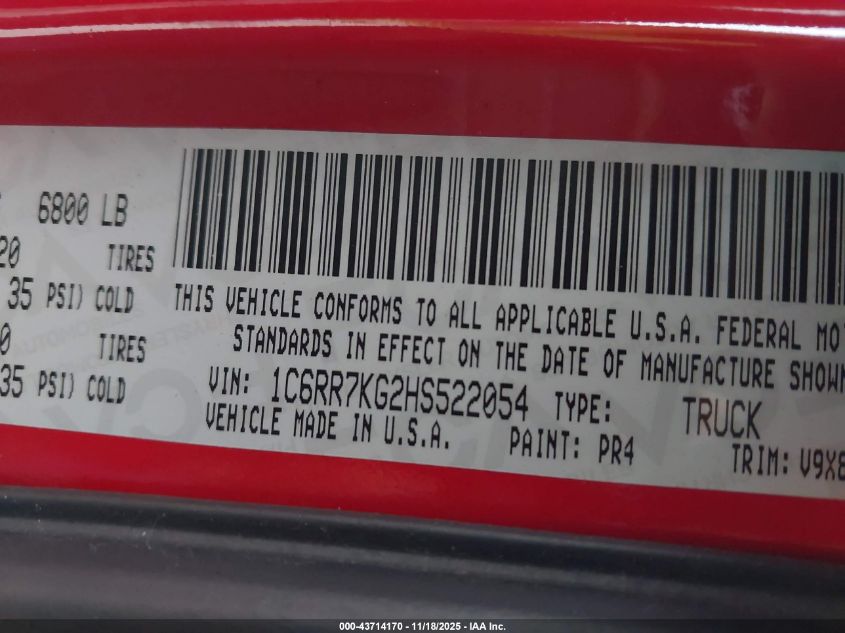 6800 LB
20 TIRES
35 PSI) COLD
0 TIRES
35 PSI) COLD
THIS VEHICLE CONFORMS TO ALL APPLICABLE U.S.A. FEDERAL MOT
STANDARDS IN EFFECT ON THE DATE OF MANUFACTURE SHOWN
VIN: 1C6RR7KG2HS522054 TYPE: TRUCK
VEHICLE MADE IN U.S.A. PAINT: PR4 TRIM: V9X8
000-43714170 - 11/18/2025 - IAA Inc.